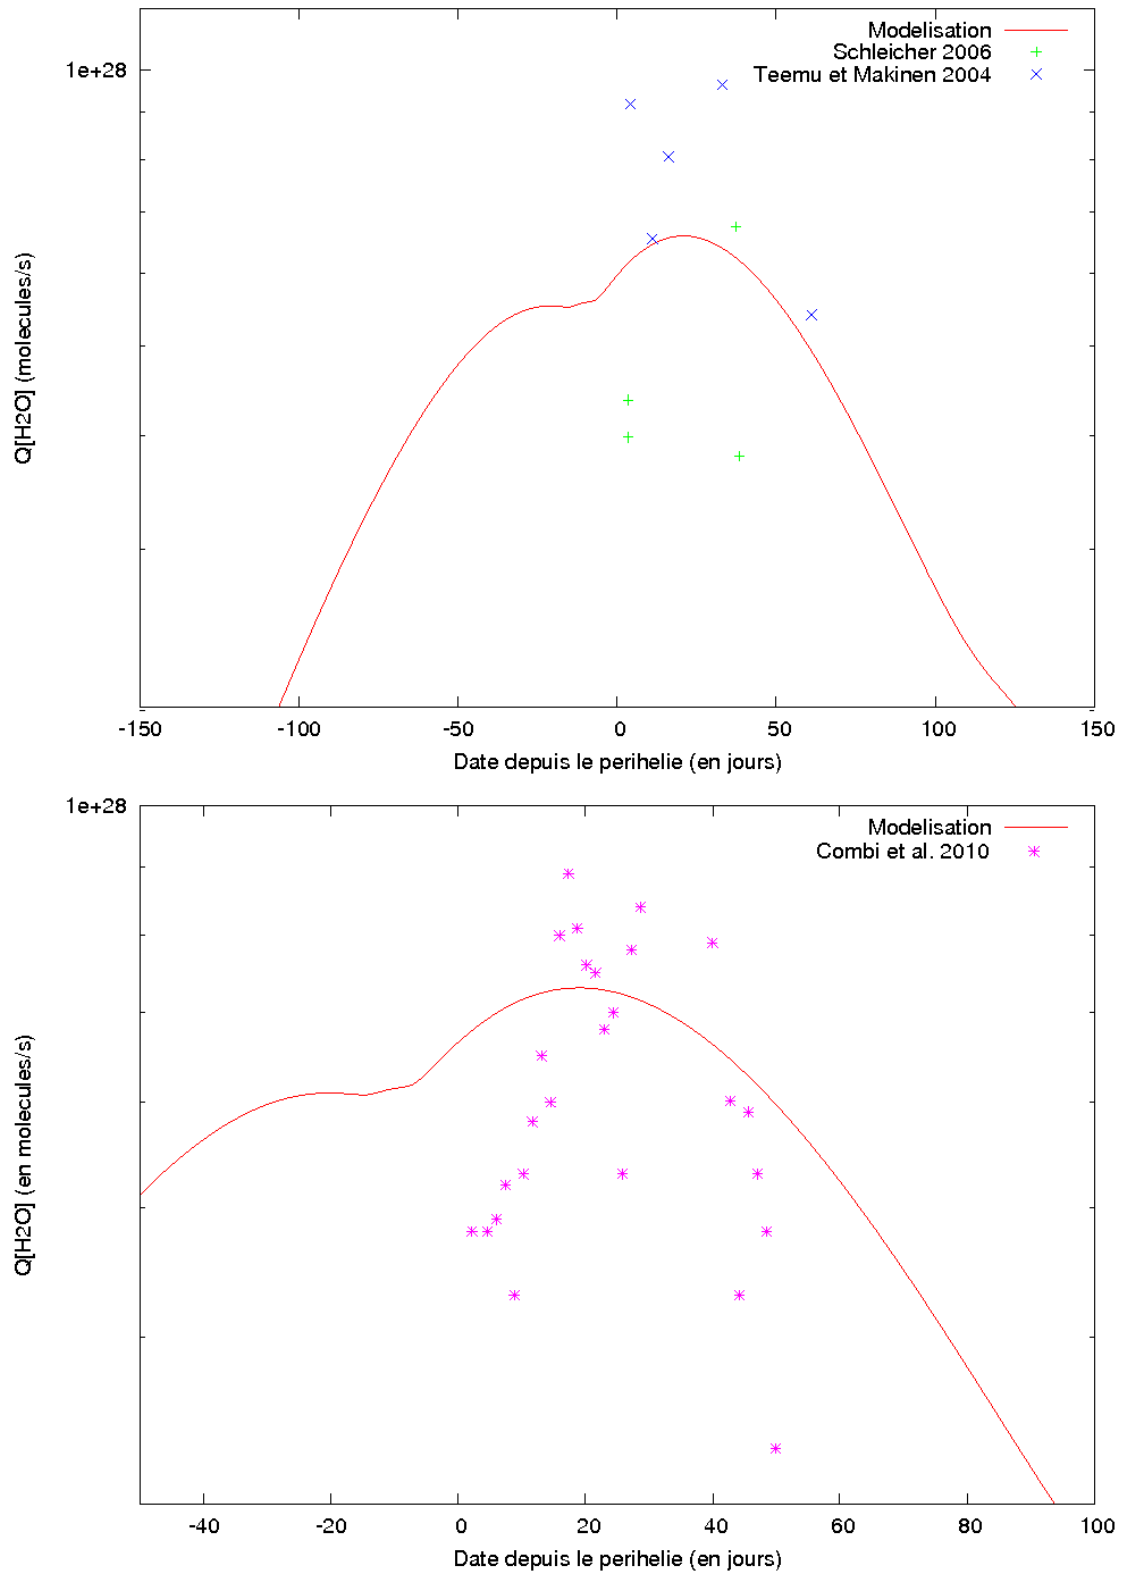 Modelisation
Schleicher 2006
Teemu et Makinen 2004
1e+28
Q[H2O] (molecules/s)
-150 -100 -50 0 50 100 150
Date depuis le perihelie (en jours)
1e+28
Modelisation
Combi et al. 2010
Q[H2O] (en molecules/s)
-40 -20 0 20 40 60 80 100
Date depuis le perihelie (en jours)